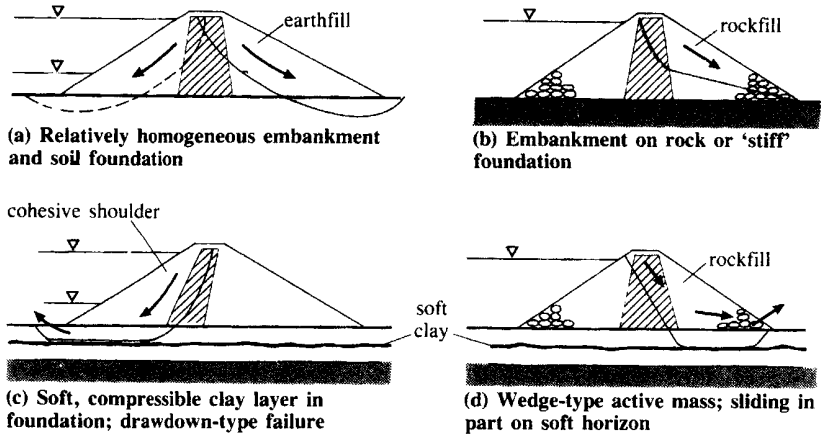 earthfill
rockfill
(a) Relatively homogeneous embankment
and soil foundation
(b) Embankment on rock or ‘stiff’
foundation
cohesive shoulder
rockfill
soft
clay
(c) Soft, compressible clay layer in
foundation; drawdown-type failure
(d) Wedge-type active mass; sliding in
part on soft horizon